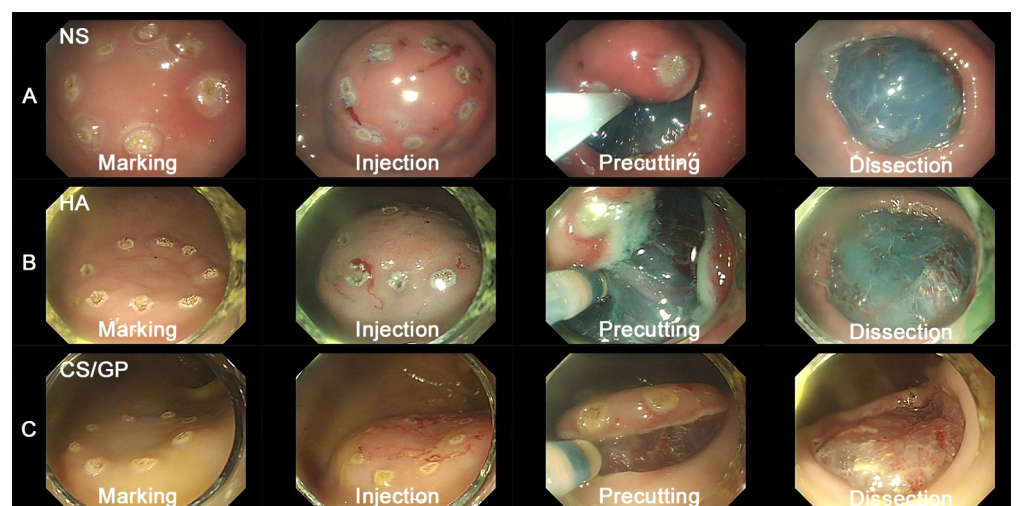 NS
A
Marking Injection Precutting Dissection
HA
B
Marking Injection Precutting Dissection
CS/GP
C
Marking Injection Precutting Dissection